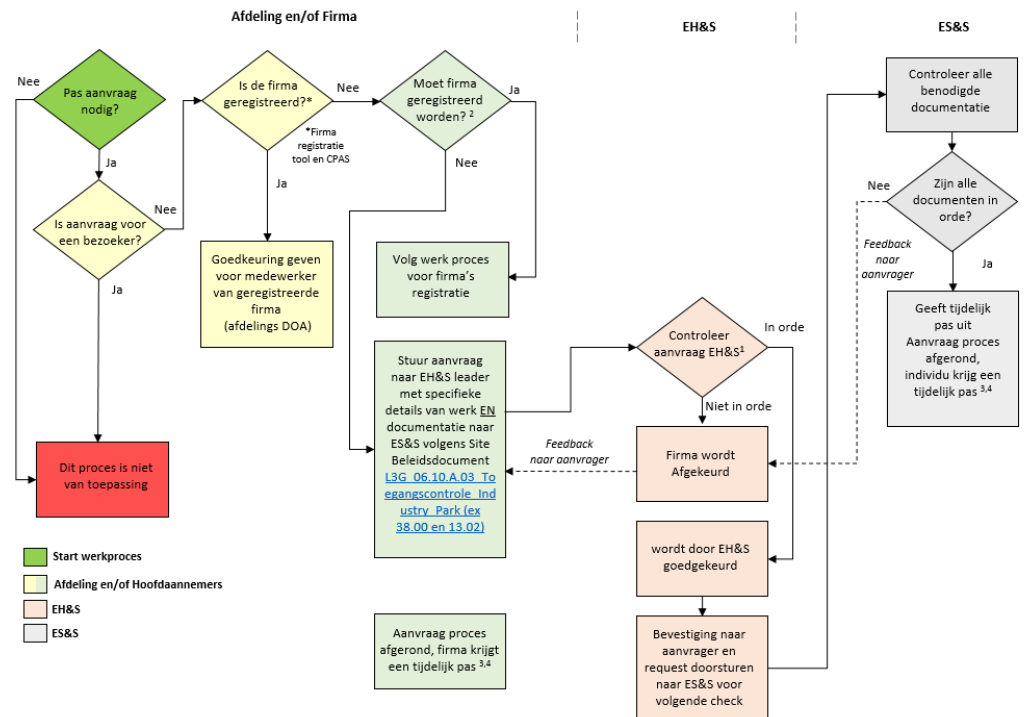 Afdeling en/of Firma
EH&S
ES&S
Nee
Pas aanvraag
nodig?
Ja
Is aanvraag voor
een bezoeker?
Nee
Ja
Dit proces is niet
van toepassing
Is de firma
geregistreerd?*
Nee
*Firma
registratie
tool en CPAS
Ja
Goedkeuring geven
voor medewerker
van geregistreerde
firma
(afdelings DOA)
Moet firma
geregistreerd
worden? 2
Ja
Nee
Volg werk proces
voor firma's
registratie
Stuur aanvraag
naar EH&S leader
met specifieke
details van werk EN
documentatie naar
ES&S volgens Site
Beleidsdocument
L3G_06.10.A.03_To
egangscontrole_Ind
ustry_Park (ex
38.00 en 13.02)
Aanvraag proces
afgerond, firma krijgt
een tijdelijk pas 3,4
Controleer
aanvraag EH&S1
In orde
Niet in orde
Firma wordt
Afgekeurd
Feedback
naar aanvrager
wordt door EH&S
goedgekeurd
Bevestiging naar
aanvrager en
request doorsturen
naar ES&S voor
volgende check
Controleer alle
benodigde
documentatie
Nee
Zijn alle
documenten in
orde?
Feedback
naar
aanvrager
Ja
Geeft tijdelijk
pas uit
Aanvraag proces
afgerond,
individu krijg een
tijdelijk pas 3,4
Start werkproces
Afdeling en/of Hoofdaannemers
EH&S
ES&S